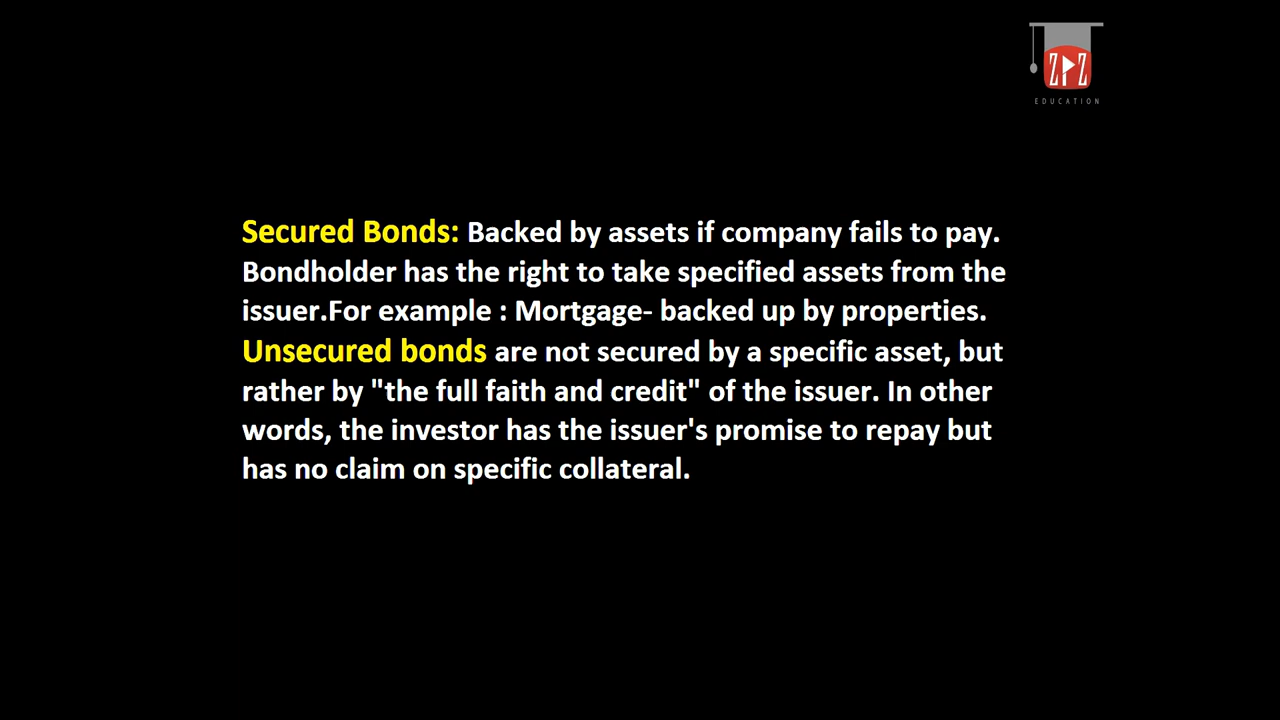 ZPZ
EDUCATION
Secured Bonds: Backed by assets if company fails to pay.
Bondholder has the right to take specified assets from the
issuer.For example : Mortgage- backed up by properties.
Unsecured bonds are not secured by a specific asset, but
rather by "the full faith and credit" of the issuer. In other
words, the investor has the issuer's promise to repay but
has no claim on specific collateral.